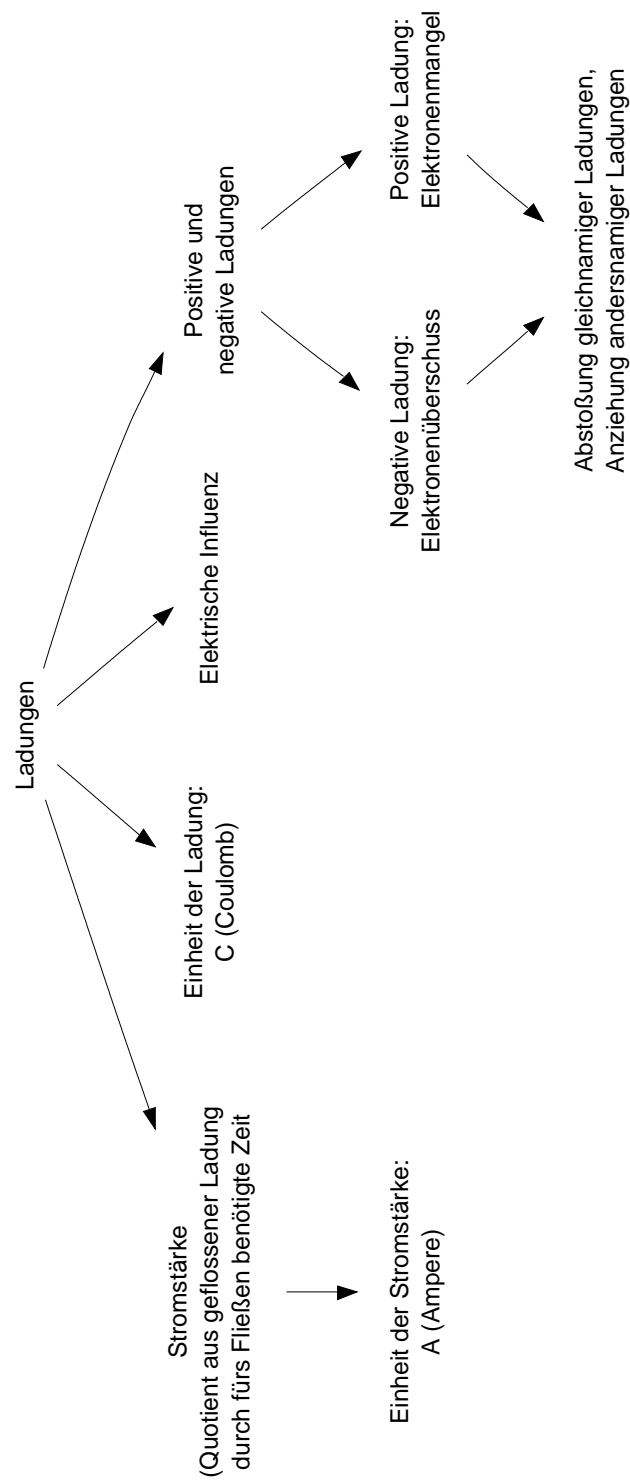 Ladungen
Stromstärke
(Quotient aus geflossener Ladung
durch fürs Fließen benötigte Zeit
Einheit der Ladung:
C (Coulomb)
Elektrische Influenz
Positive und
negative Ladungen
Einheit der Stromstärke:
A (Ampere)
Negative Ladung:
Elektronenüberschuss
Positive Ladung:
Elektronenmangel
Abstoßung gleichnamiger Ladungen,
Anziehung andersnamiger Ladungen